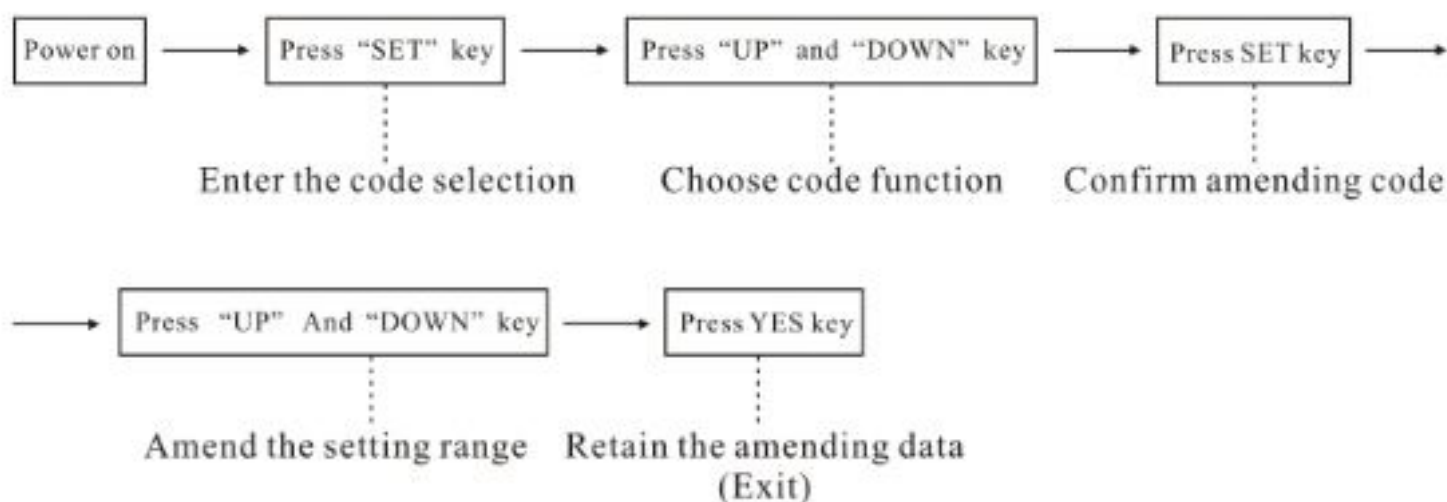 Power on
Press “SET” key
Press “UP” and “DOWN” key
Press SET key
Enter the code selection
Choose code function
Confirm amending code
Press “UP” And “DOWN” key
Press YES key
Amend the setting range
Retain the amending data
(Exit)